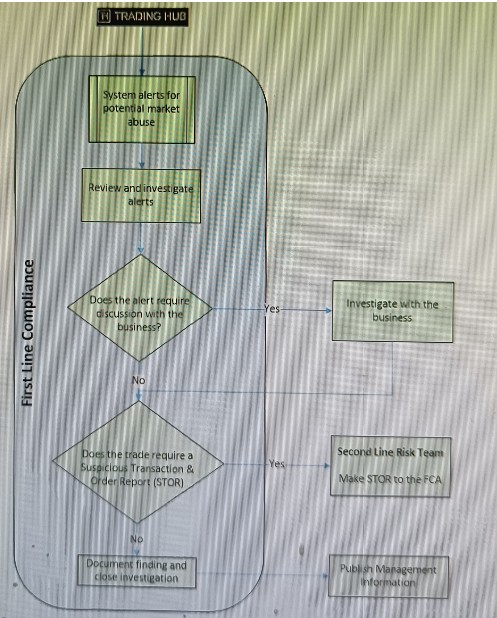 TRADING HUB
System alerts for
potential market
abuse
Review and investigate
alerts
Does the alert require
discussion with the
business?
Yes
Investigate with the
business
First Line Compliance
No
Does the trade require a
Suspicious Transaction &
Order Report (STOR)
Yes
Second Line Risk Team
Make STOR to the FCA
No
Document finding and
close investigation
Publish Management
Information